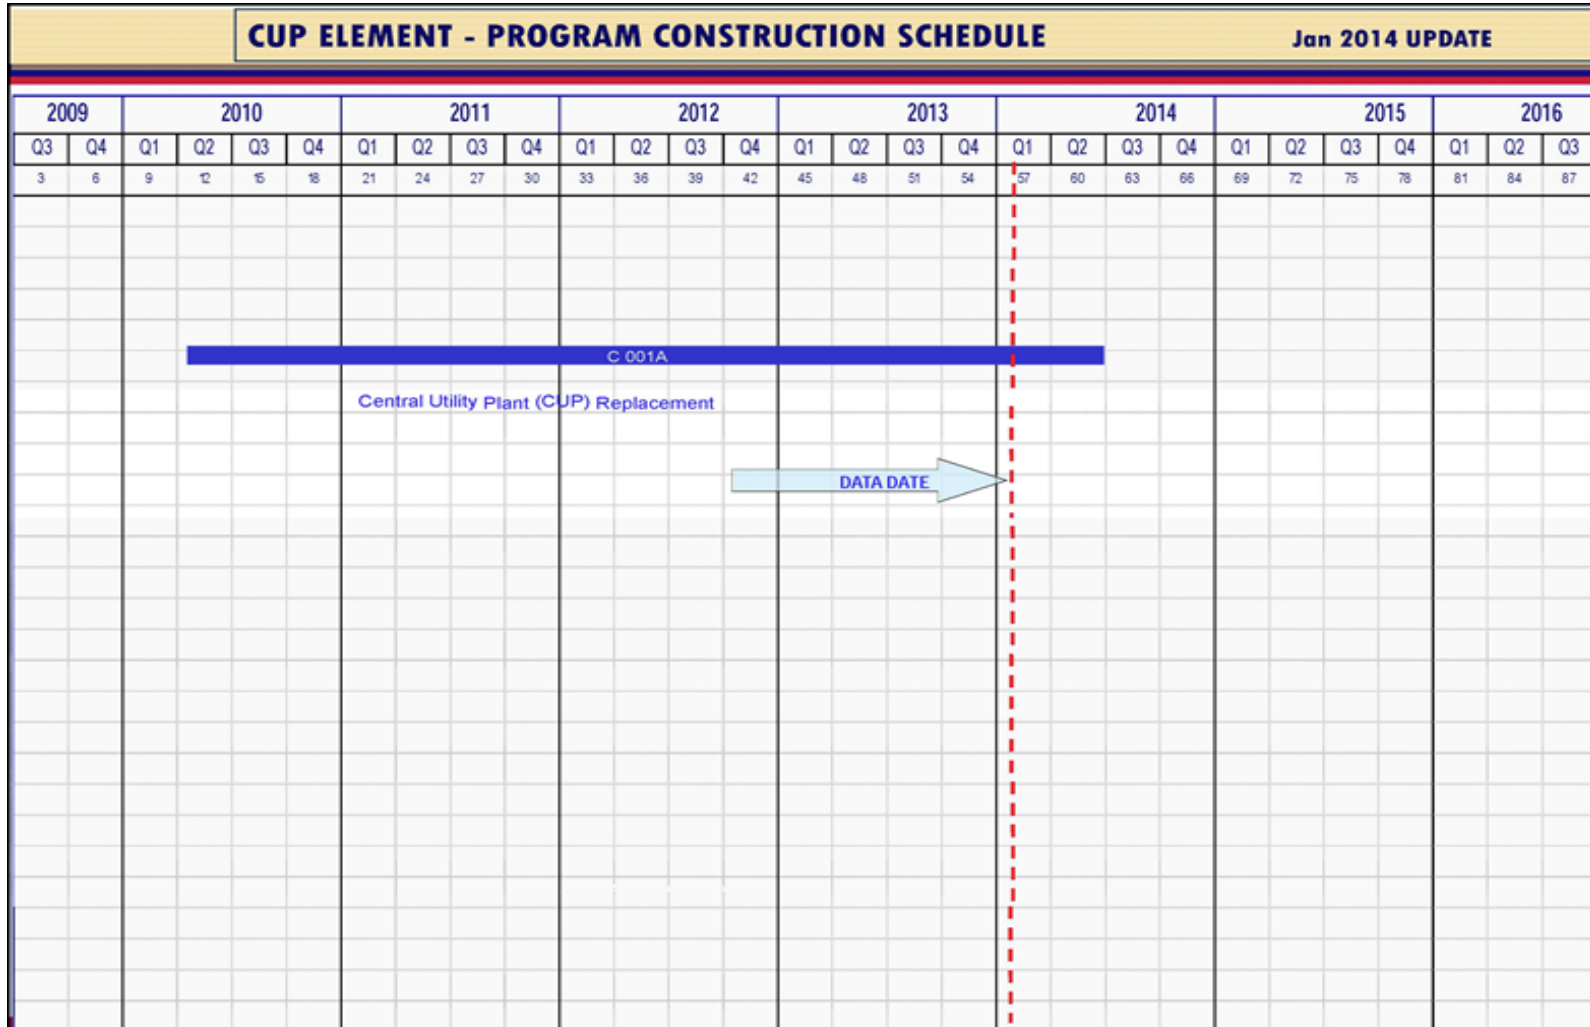 CUP ELEMENT - PROGRAM CONSTRUCTION SCHEDULE Jan 2014 UPDATE
2009 2010 2011 2012 2013 2014 2015 2016
Q3 Q4 Q1 Q2 Q3 Q4 Q1 Q2 Q3 Q4 Q1 Q2 Q3 Q4 Q1 Q2 Q3 Q4 Q1 Q2 Q3 Q4 Q1 Q2 Q3 Q4 Q1 Q2 Q3
3 6 9 12 15 18 21 24 27 30 33 36 39 42 45 48 51 54 57 60 63 66 69 72 75 78 81 84 87
C 001A
Central Utility Plant (CUP) Replacement
DATA DATE